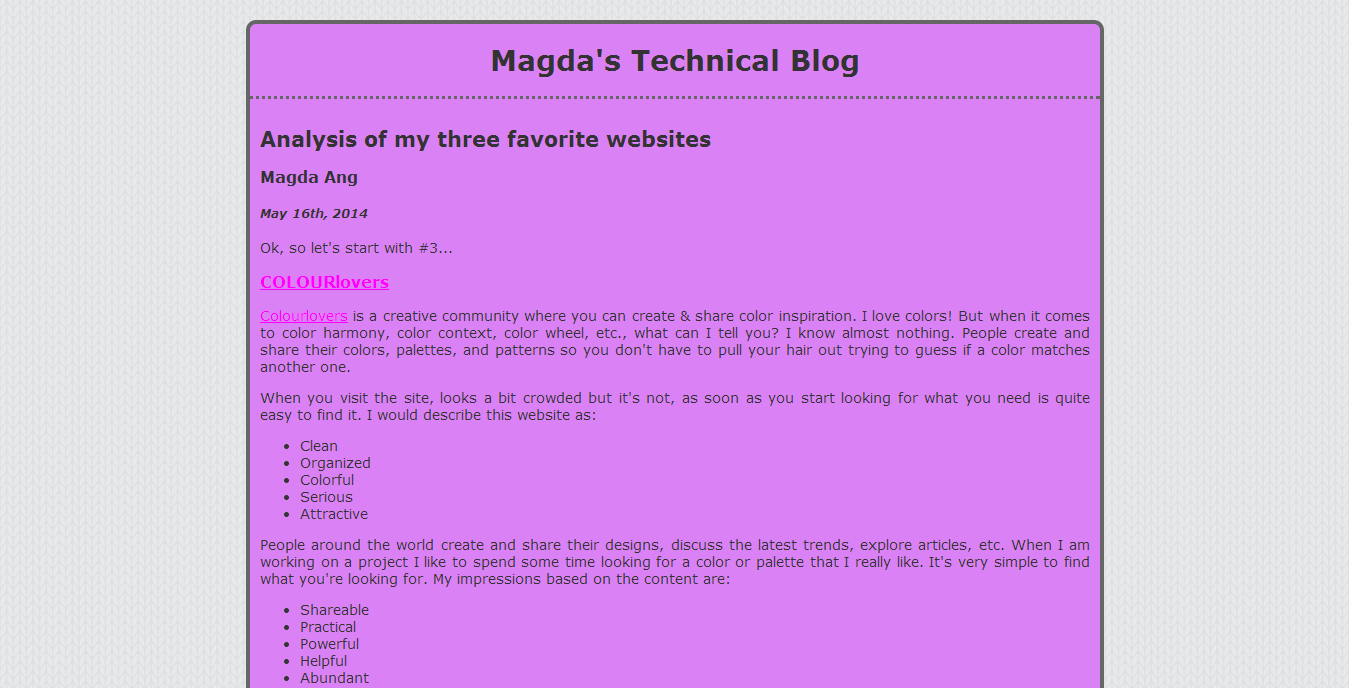 Magda's Technical Blog
Analysis of my three favorite websites
Magda Ang
May 16th, 2014
Ok, so let's start with #3...
COLOURlovers
Colourlovers is a creative community where you can create & share color inspiration. I love colors! But when it comes
to color harmony, color context, color wheel, etc., what can I tell you? I know almost nothing. People create and
share their colors, palettes, and patterns so you don't have to pull your hair out trying to guess if a color matches
another one.
When you visit the site, looks a bit crowded but it's not, as soon as you start looking for what you need is quite
easy to find it. I would describe this website as:
• Clean
• Organized
• Colorful
• Serious
• Attractive
People around the world create and share their designs, discuss the latest trends, explore articles, etc. When I am
working on a project I like to spend some time looking for a color or palette that I really like. It's very simple to find
what you're looking for. My impressions based on the content are:
• Shareable
• Practical
• Powerful
• Helpful
• Abundant